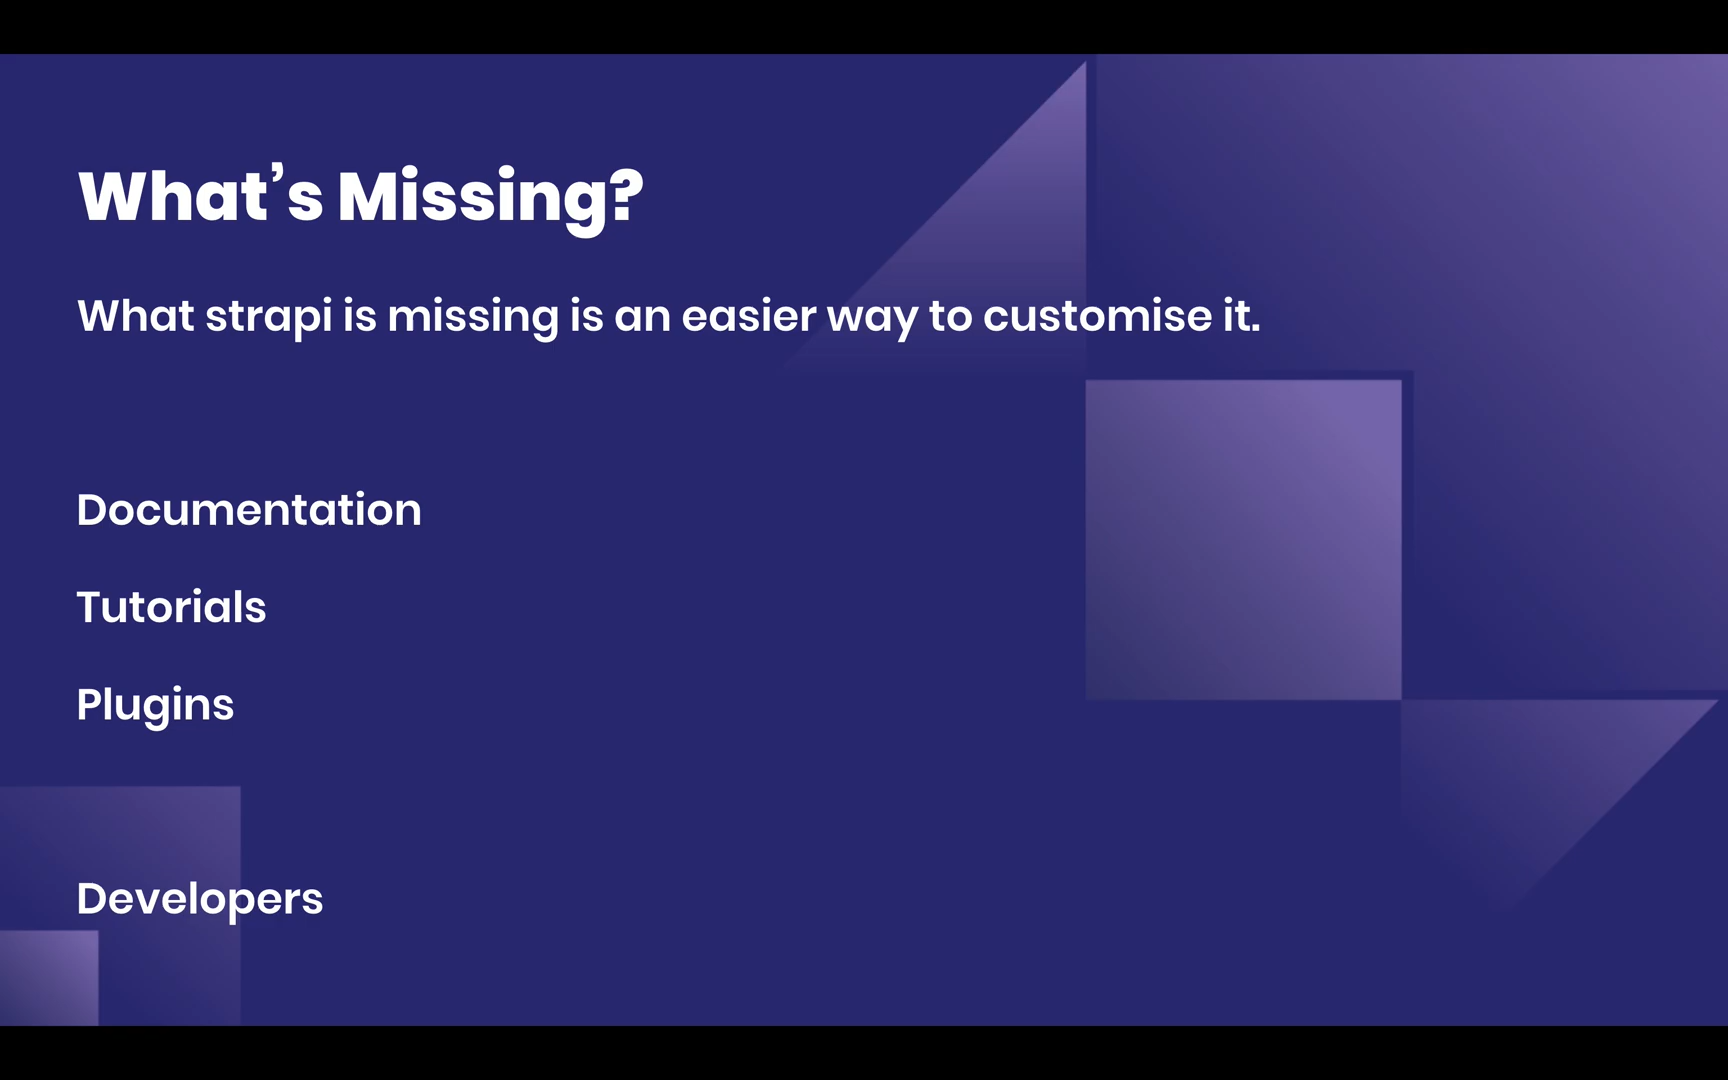 What’s Missing?
What strapi is missing is an easier way to customise it.
Documentation
Tutorials
Plugins
Developers